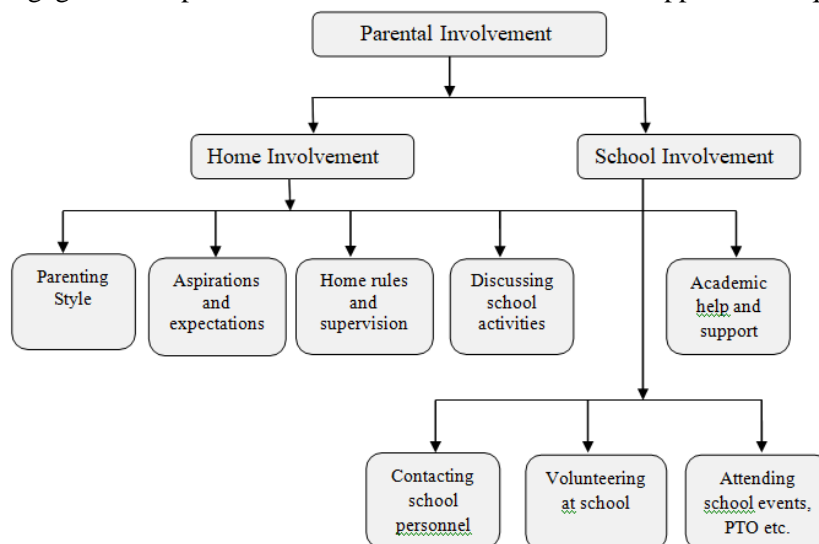 Parental Involvement
Home Involvement
School Involvement
Parenting
Style
Aspirations
and
expectations
Home rules
and
supervision
Discussing
school
activities
Academic
help and
support
Contacting
school
personnel
Volunteering
at school
Attending
school events,
PTO etc.